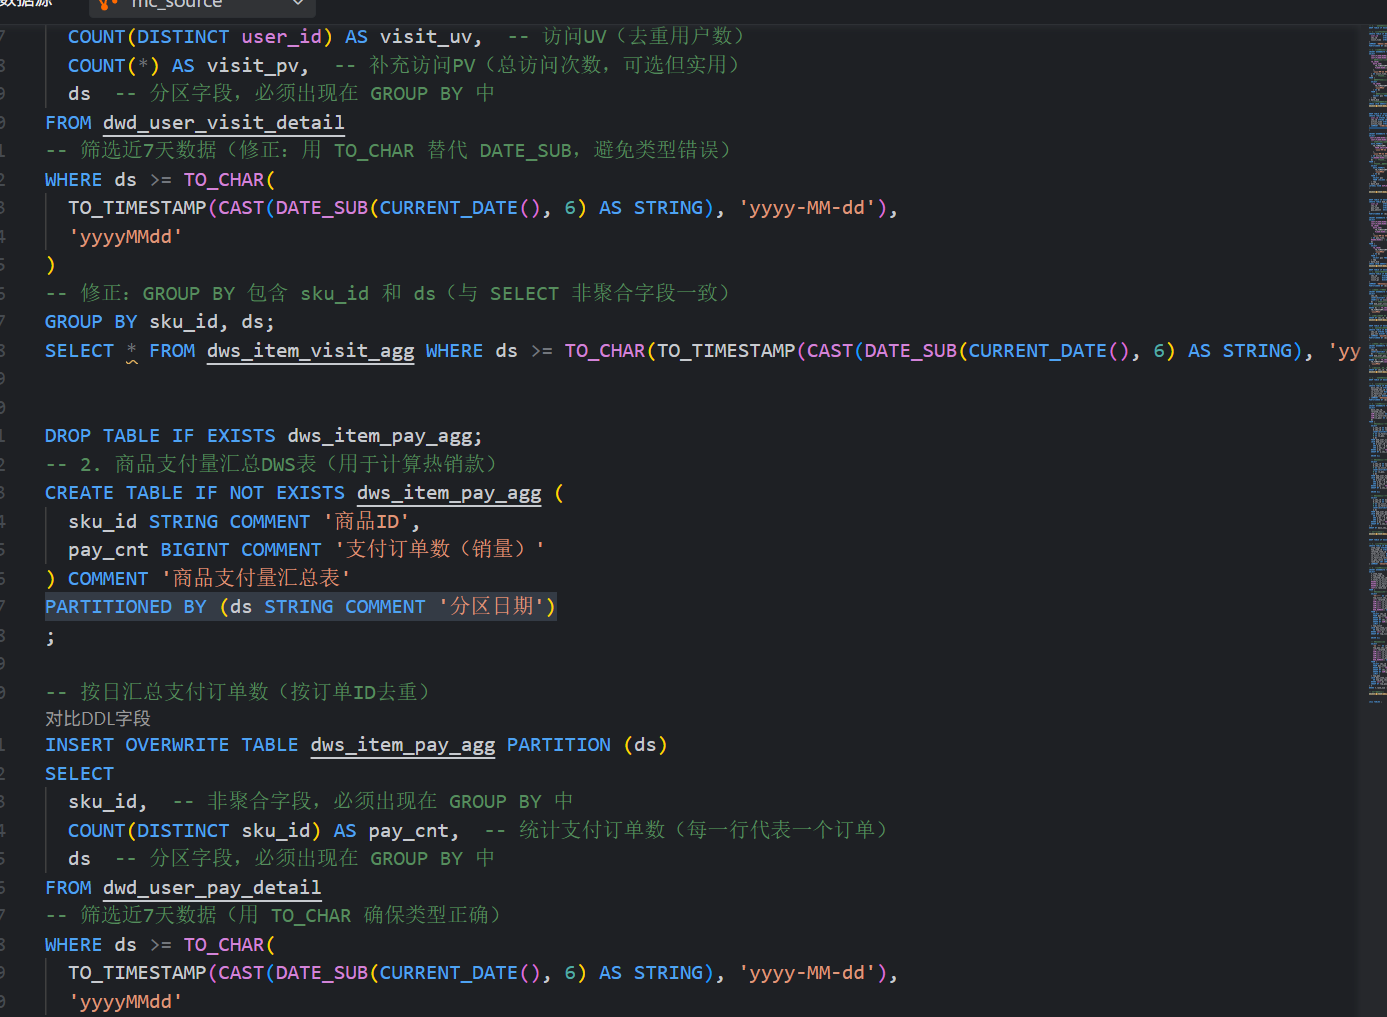 数据源 mc_source
COUNT(DISTINCT user_id) AS visit_uv,  -- 访问UV（去重用户数）
COUNT(*) AS visit_pv,  -- 补充访问PV（总访问次数，可选但实用）
ds  -- 分区字段，必须出现在 GROUP BY 中
FROM dwd_user_visit_detail
-- 筛选近7天数据（修正：用 TO_CHAR 替代 DATE_SUB，避免类型错误）
WHERE ds >= TO_CHAR(
TO_TIMESTAMP(CAST(DATE_SUB(CURRENT_DATE(), 6) AS STRING), 'yyyy-MM-dd'),
'yyyyMMdd'
)
-- 修正：GROUP BY 包含 sku_id 和 ds（与 SELECT 非聚合字段一致）
GROUP BY sku_id, ds;
SELECT * FROM dws_item_visit_agg WHERE ds >= TO_CHAR(TO_TIMESTAMP(CAST(DATE_SUB(CURRENT_DATE(), 6) AS STRING), 'yy
DROP TABLE IF EXISTS dws_item_pay_agg;
-- 2. 商品支付量汇总DWS表（用于计算热销款）
CREATE TABLE IF NOT EXISTS dws_item_pay_agg (
sku_id STRING COMMENT '商品ID',
pay_cnt BIGINT COMMENT '支付订单数（销量）'
) COMMENT '商品支付量汇总表'
PARTITIONED BY (ds STRING COMMENT '分区日期')
;
-- 按日汇总支付订单数（按订单ID去重）
对比DDL字段
INSERT OVERWRITE TABLE dws_item_pay_agg PARTITION (ds)
SELECT
sku_id,  -- 非聚合字段，必须出现在 GROUP BY 中
COUNT(DISTINCT sku_id) AS pay_cnt,  -- 统计支付订单数（每一行代表一个订单）
ds  -- 分区字段，必须出现在 GROUP BY 中
FROM dwd_user_pay_detail
-- 筛选近7天数据（用 TO_CHAR 确保类型正确）
WHERE ds >= TO_CHAR(
TO_TIMESTAMP(CAST(DATE_SUB(CURRENT_DATE(), 6) AS STRING), 'yyyy-MM-dd'),
'yyyyMMdd'